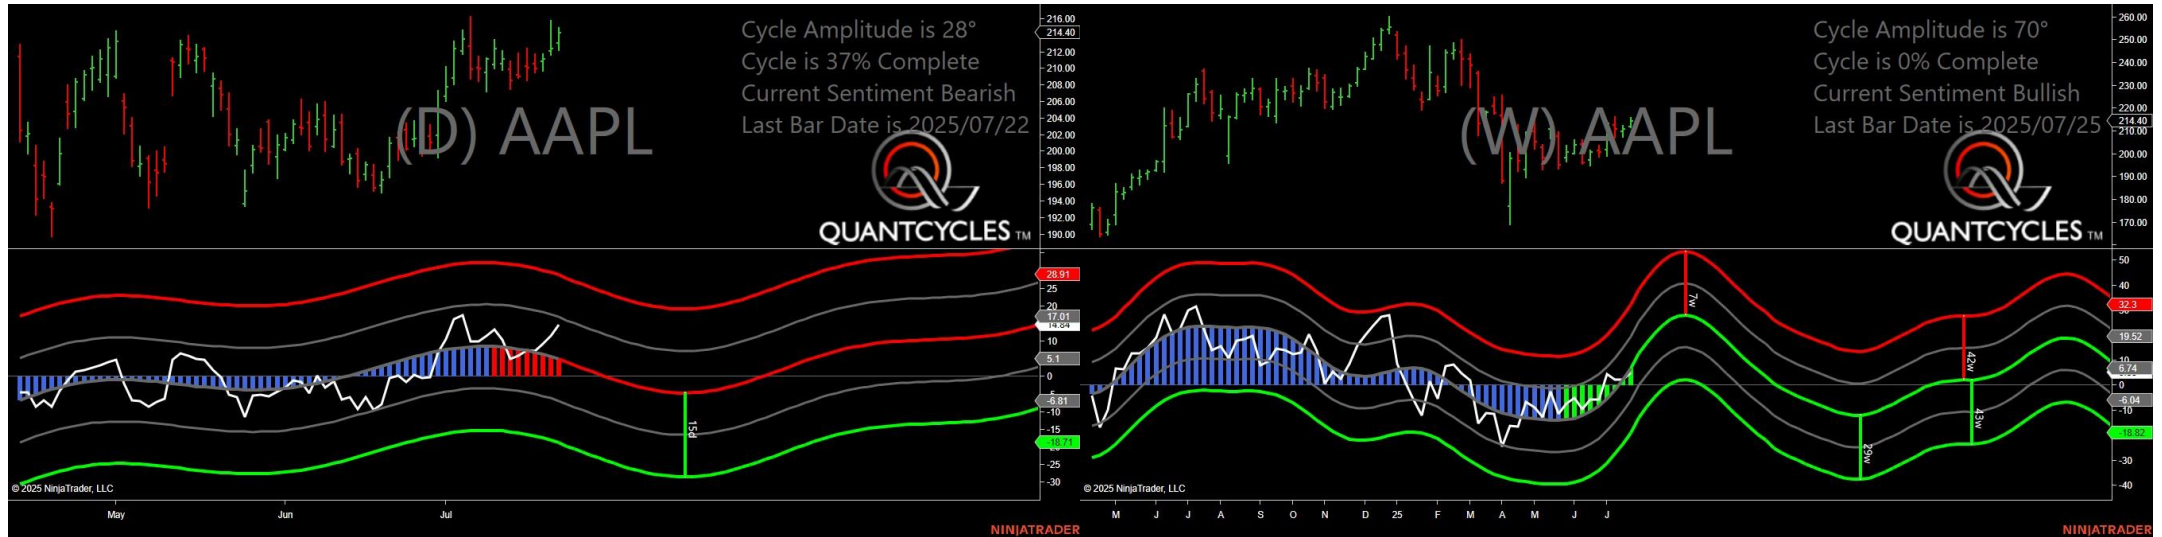 Cycle Amplitude is 28°
Cycle is 37% Complete
Current Sentiment Bearish
Last Bar Date is 2025/07/22
(D) AAPL
QUANTCYCLES TM
216.00
214.40
212.00
210.00
208.00
206.00
204.00
202.00
200.00
198.00
196.00
194.00
192.00
190.00
28.91
25
20
17.01
14.84
10
5.1
0
-6.81
-10
-15
-18.71
-25
-30
15d
© 2025 NinjaTrader, LLC
May Jun Jul
NINJATRADER
Cycle Amplitude is 70°
Cycle is 0% Complete
Current Sentiment Bullish
Last Bar Date is 2025/07/25
(W) AAPL
QUANTCYCLES TM
260.00
250.00
240.00
230.00
220.00
214.40
210.00
200.00
190.00
180.00
170.00
50
40
32.3
19.52
10
6.74
0
-6.04
-10
-18.82
-30
-40
7w
29w
42w
43w
© 2025 NinjaTrader, LLC
M J J A S O N D 25 F M A M J J
NINJATRADER